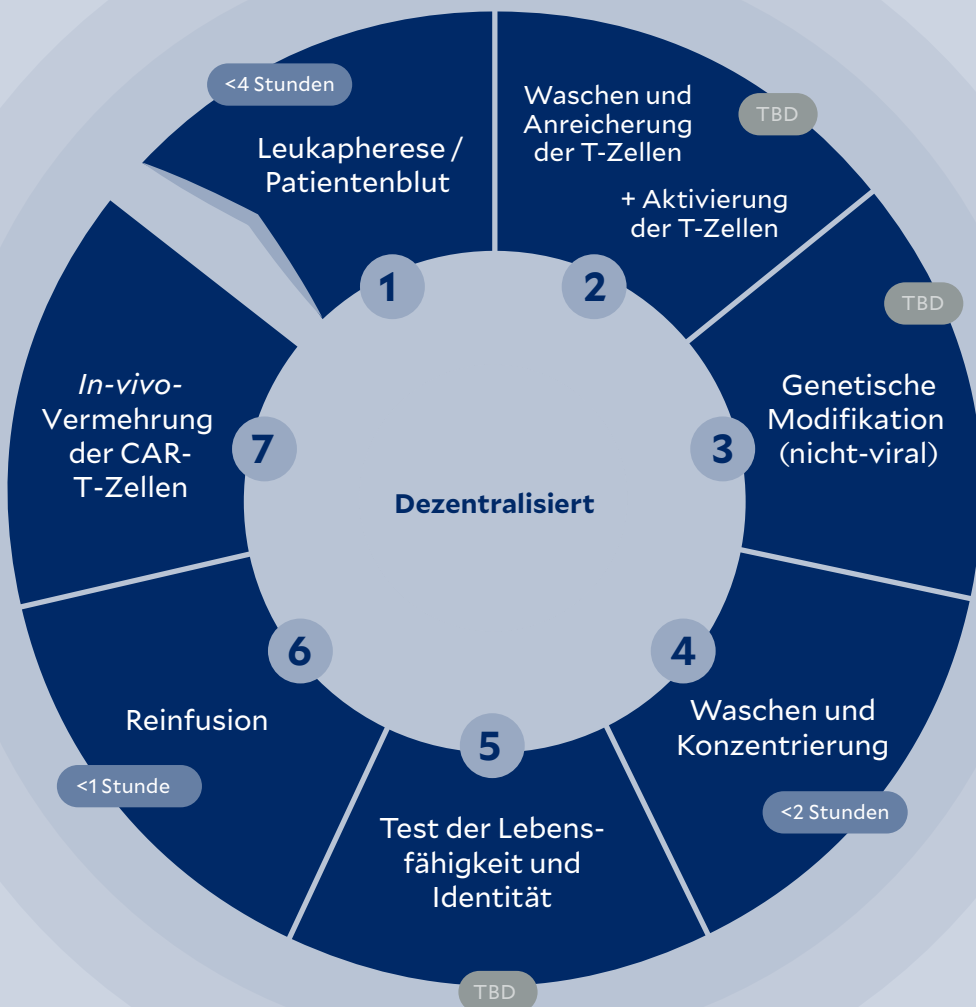 <4 Stunden
Leukapherese /
Patientenblut
1
Waschen und
Anreicherung
der T-Zellen
+ Aktivierung
der T-Zellen
TBD
2
TBD
Genetische
Modifikation
(nicht-viral)
3
4
Waschen und
Konzentrierung
<2 Stunden
5
Test der Lebens-
fähigkeit und
Identität
TBD
6
Reinfusion
<1 Stunde
In-vivo-
Vermehrung
der CAR-
T-Zellen
7
Dezentralisiert